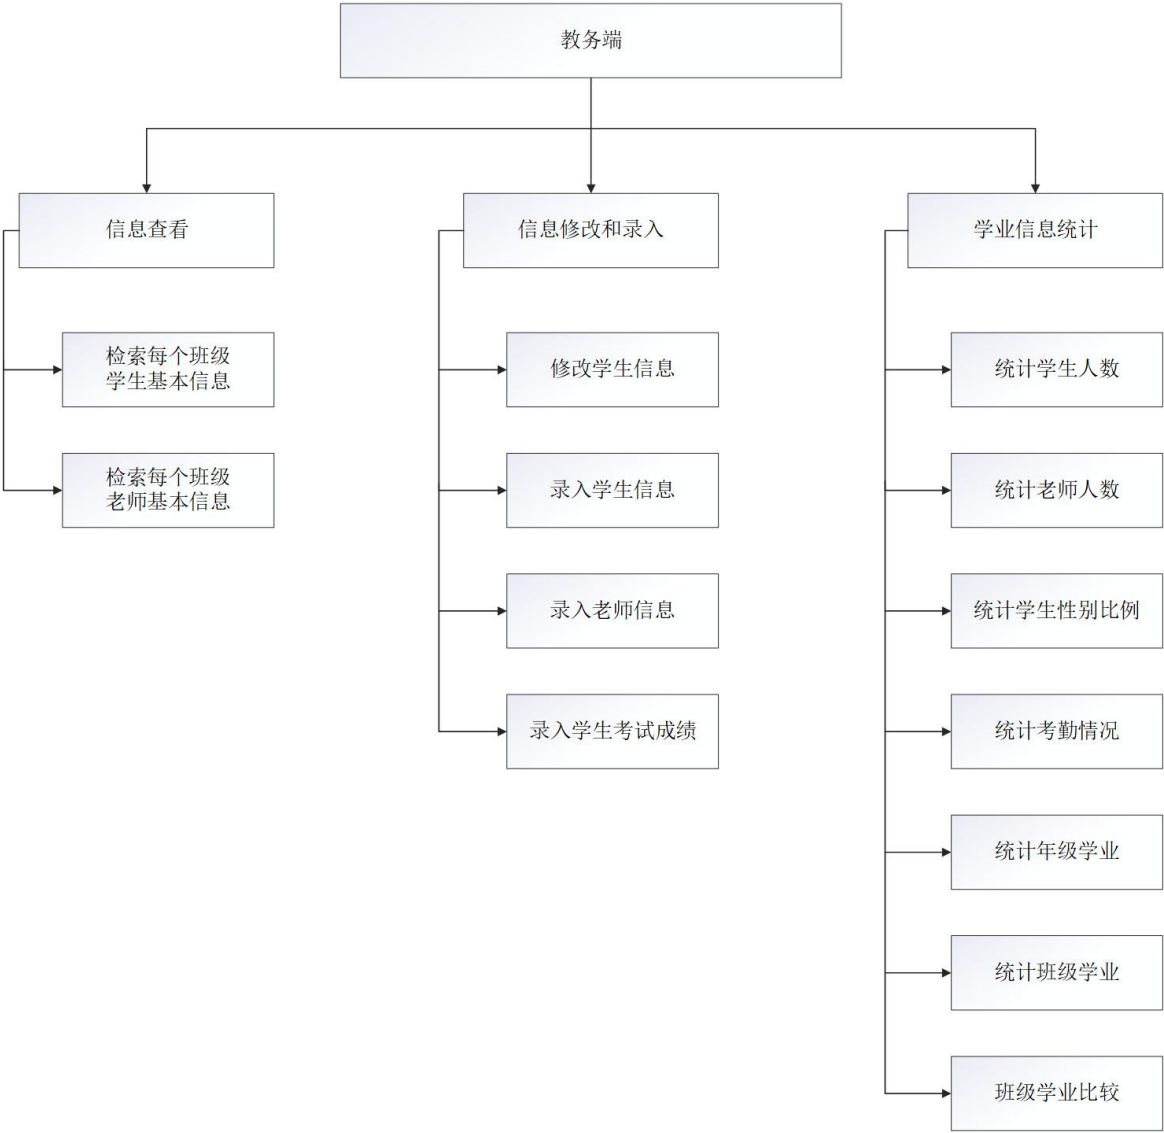 教务端
信息查看
检索每个班级
学生基本信息
检索每个班级
老师基本信息
信息修改和录入
修改学生信息
录入学生信息
录入老师信息
录入学生考试成绩
学业信息统计
统计学生人数
统计老师人数
统计学生性别比例
统计考勤情况
统计年级学业
统计班级学业
班级学业比较